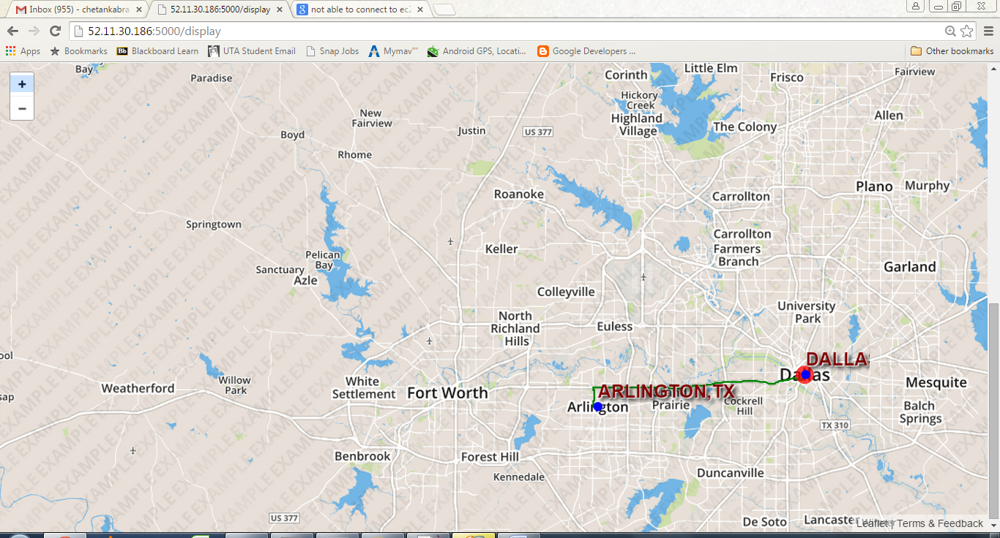 Inbox (955) - chetankabra
52.11.30.186:5000/display
not able to connect to ec2
52.11.30.186:5000/display
Apps
Bookmarks
Bb
Blackboard Learn
UTA Student Email
Snap Jobs
Mymav'''
Android GPS, Locati...
Google Developers ...
Other bookmarks
+
−
Bay
Paradise
Corinth
Little Elm
Frisco
Fairview
Hickory
Creek
Highland
Village
The Colony
Allen
New
Fairview
Boyd
Justin
US 377
Rhome
Roanoke
Carrollton
Plano
Murphy
Springtown
Carrollton
Farmers
Branch
Keller
Pelican
Bay
Sanctuary
Azle
Garland
Colleyville
University
Park
North
Richland
Hills
Euless
ool
DALLA
Dallas
Willow
Park
Weatherford
White
Settlement
Fort Worth
ARLINGTON,TX
Arlington
Prairie
Cockrell
Hill
Mesquite
sap
Balch
Springs
TX 310
Benbrook
Forest Hill
Kennedale
Duncanville
US 377
De Soto
Lancaster
Leaflet | Terms & Feedback
EXAMPLE EXAMPLE EXAMPLE